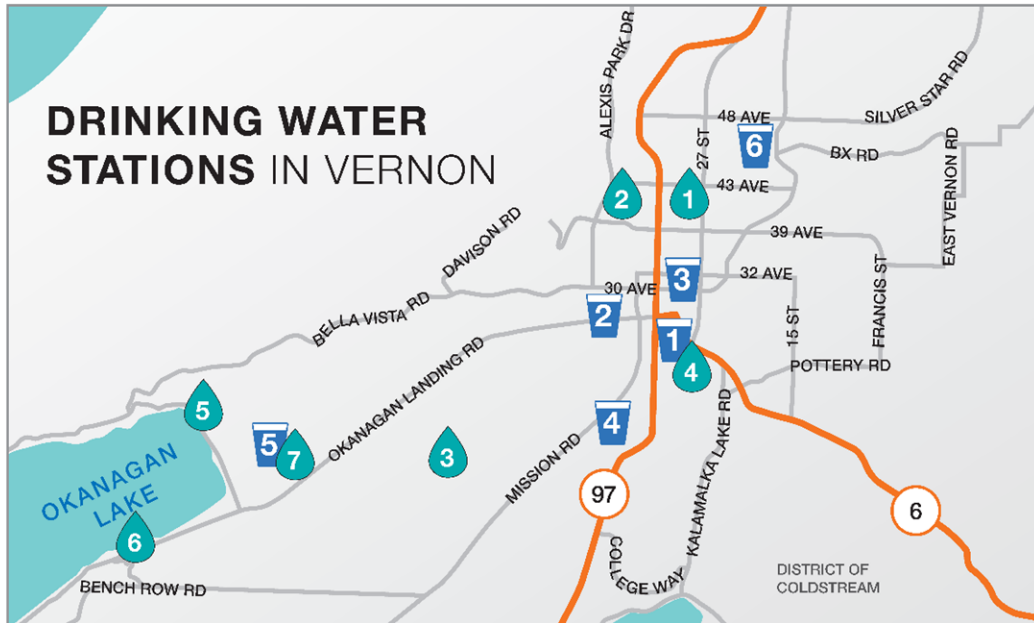 DRINKING WATER
STATIONS IN VERNON
ALEXIS PARK DR
48 AVE
SILVER STAR RD
27 ST
6
BX RD
EAST VERNON RD
2
1
43 AVE
DAVISON RD
39 AVE
3
32 AVE
30 AVE
FRANCIS ST
BELLA VISTA RD
2
15 ST
1
4
POTTERY RD
OKANAGAN LANDING RD
5
KALAMALKA LAKE RD
4
5
7
3
MISSION RD
OKANAGAN
LAKE
97
6
6
COLLEGE WAY
BENCH ROW RD
DISTRICT OF
COLDSTREAM